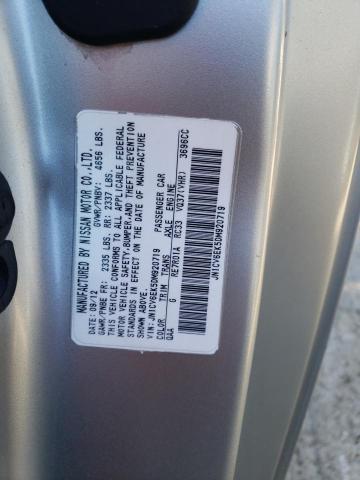 MANUFACTURED BY NISSAN MOTOR CO.,LTD.
DATE: 09/12 GVWR/PNBV: 4656 LBS.
GAWR/PNBE FR: 2335 LBS. RR: 2337 LBS.
THIS VEHICLE CONFORMS TO ALL APPLICABLE FEDERAL
MOTOR VEHICLE SAFETY,BUMPER,AND THEFT PREVENTION
STANDARDS IN EFFECT ON THE DATE OF MANUFACTURE
SHOWN ABOVE.
VIN: JN1CV6EK5DM920719 PASSENGER CAR
COLOR TRIM TRANS AXLE ENGINE
QAA G RE7R01A RC33 VQ37(VHR) 3696CC
JN1CV6EK5DM920719